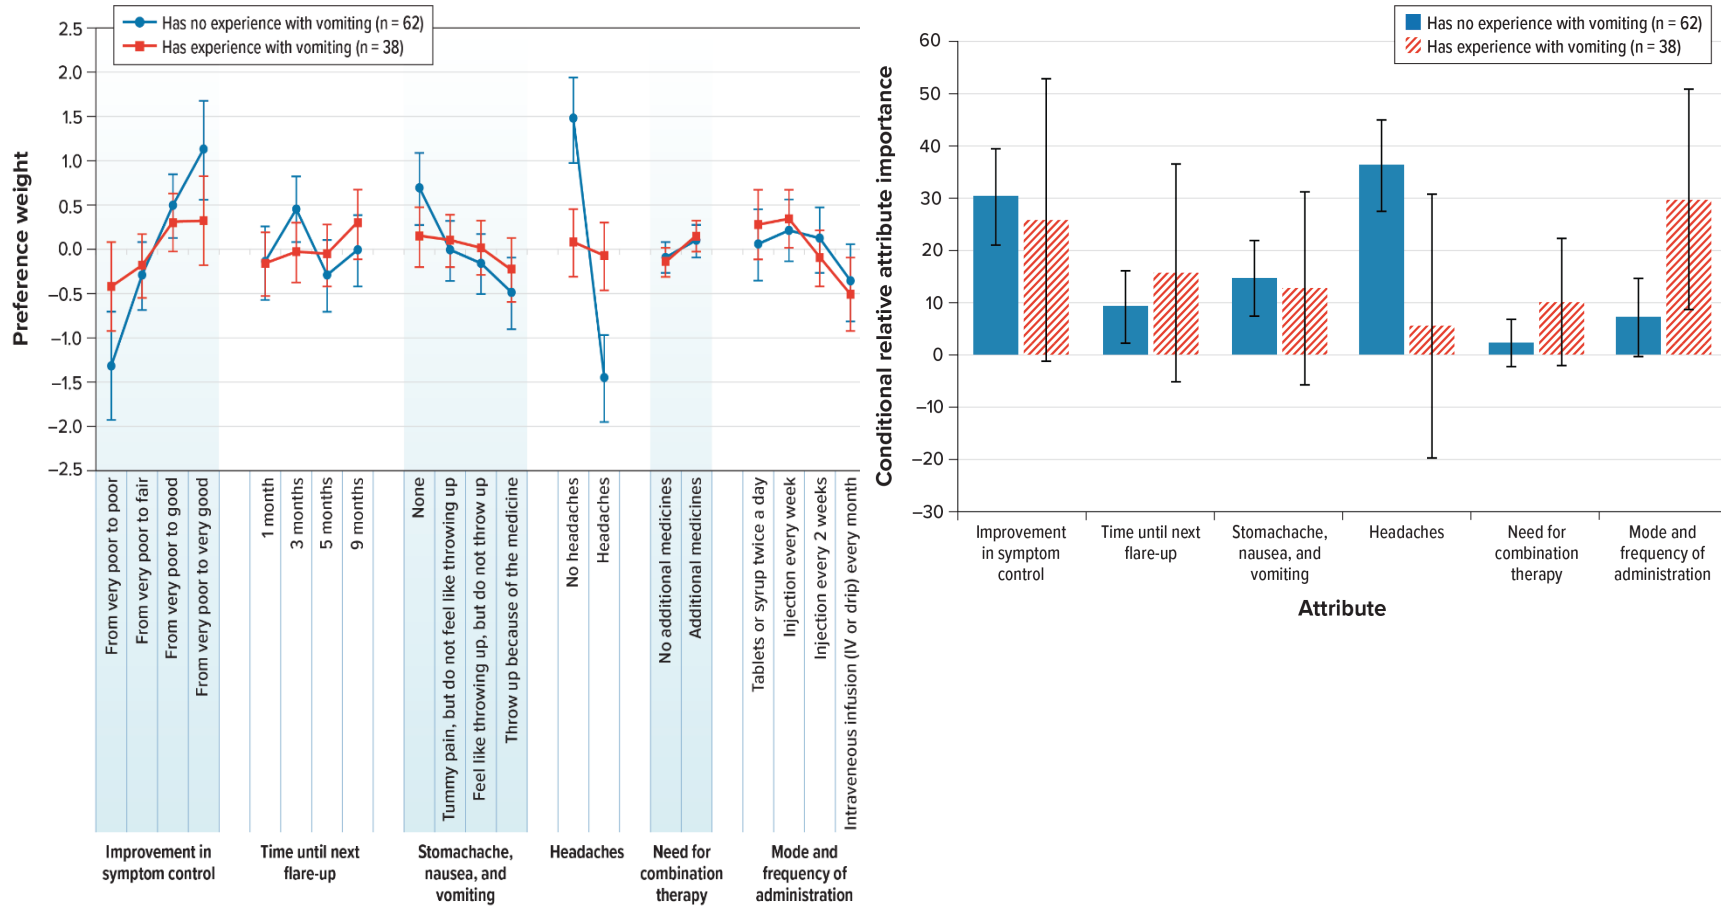 Has no experience with vomiting (n = 62)
Has experience with vomiting (n = 38)
Preference weight
2.5
2.0
1.5
1.0
0.5
0.0
−0.5
−1.0
−1.5
−2.0
−2.5
From very poor to poor
From very poor to fair
From very poor to good
From very poor to very good
1 month
3 months
5 months
9 months
None
Tummy pain, but do not feel like throwing up
Feel like throwing up, but do not throw up
Throw up because of the medicine
No headaches
Headaches
No additional medicines
Additional medicines
Tablets or syrup twice a day
Injection every week
Injection every 2 weeks
Intraveneous infusion (IV or drip) every month
Improvement in
symptom control
Time until next
flare-up
Stomachache,
nausea, and
vomiting
Headaches
Need for
combination
therapy
Mode and
frequency of
administration
Has no experience with vomiting (n = 62)
Has experience with vomiting (n = 38)
Conditional relative attribute importance
60
50
40
30
20
10
0
−10
−20
−30
Improvement
in symptom
control
Time until next
flare-up
Stomachache,
nausea, and
vomiting
Headaches
Need for
combination
therapy
Mode and
frequency of
administration
Attribute